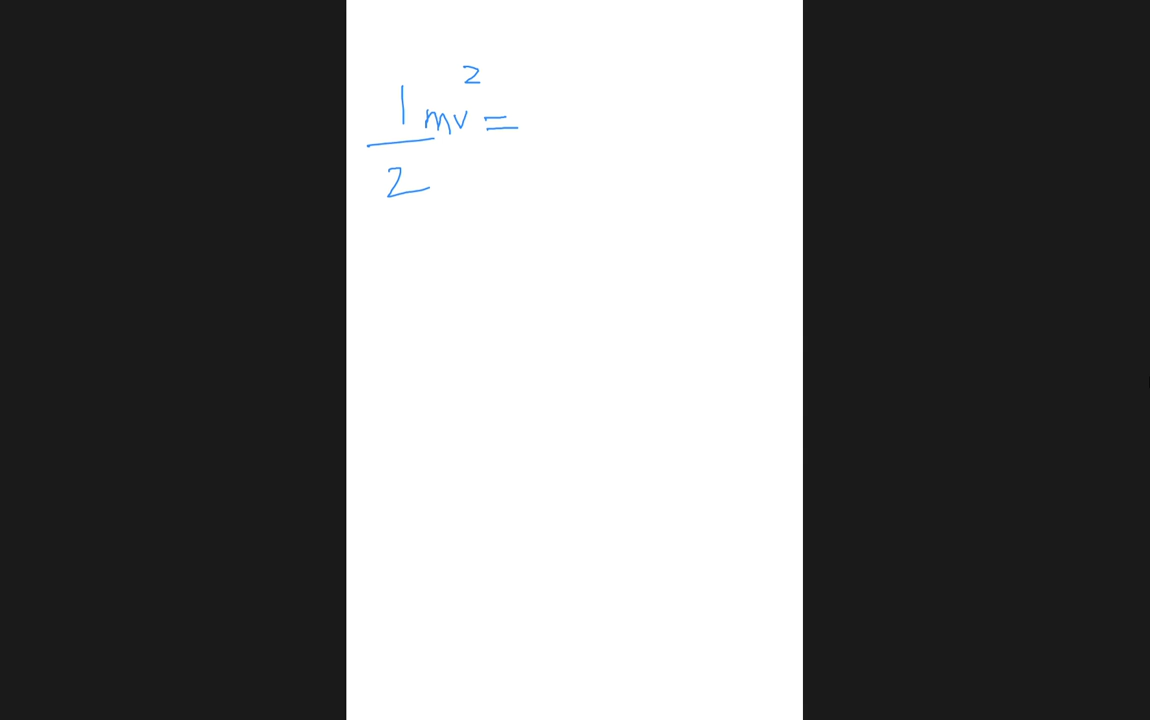 1/2 mv² =